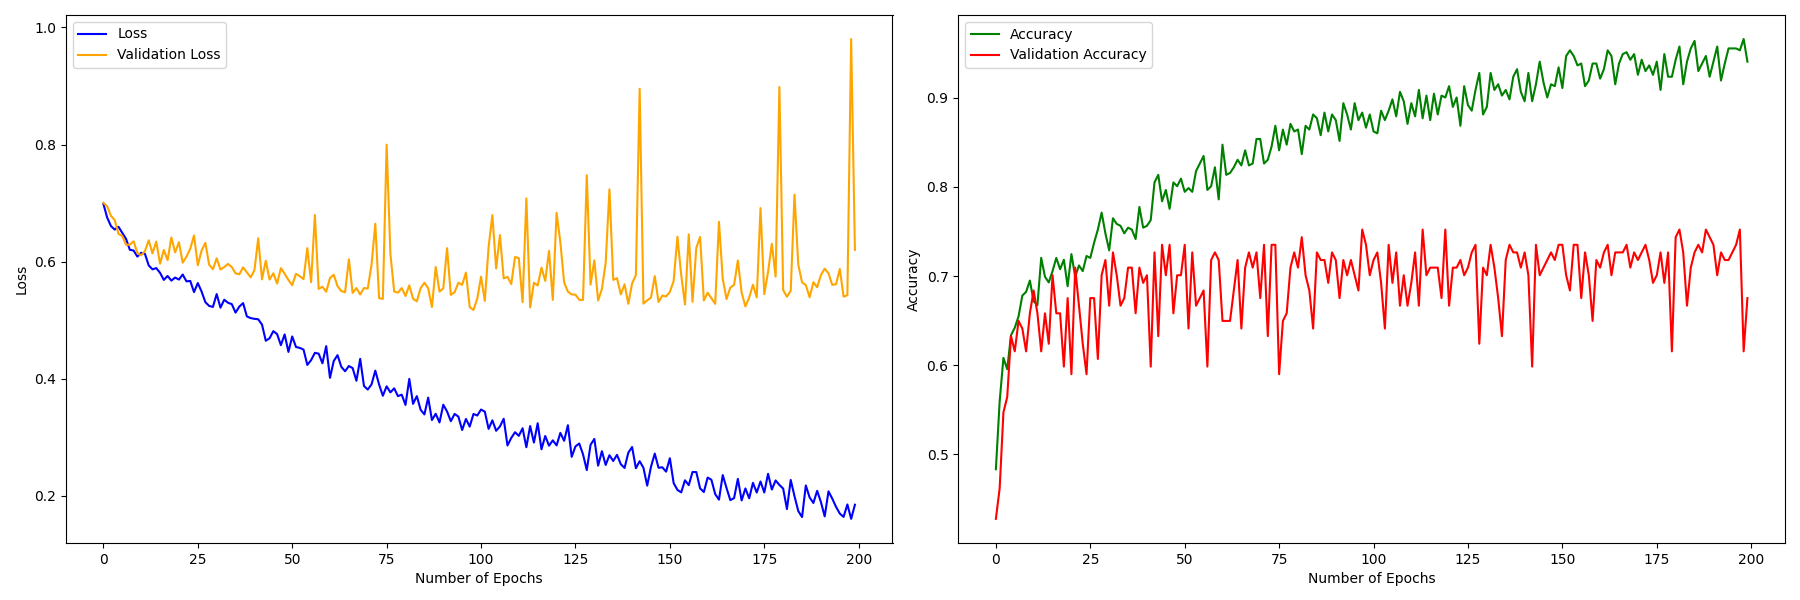 Loss
Validation Loss
1.0
0.8
0.6
0.4
0.2
Loss
0 25 50 75 100 125 150 175 200
Number of Epochs
Accuracy
Validation Accuracy
0.9
0.8
0.7
0.6
0.5
Accuracy
0 25 50 75 100 125 150 175 200
Number of Epochs